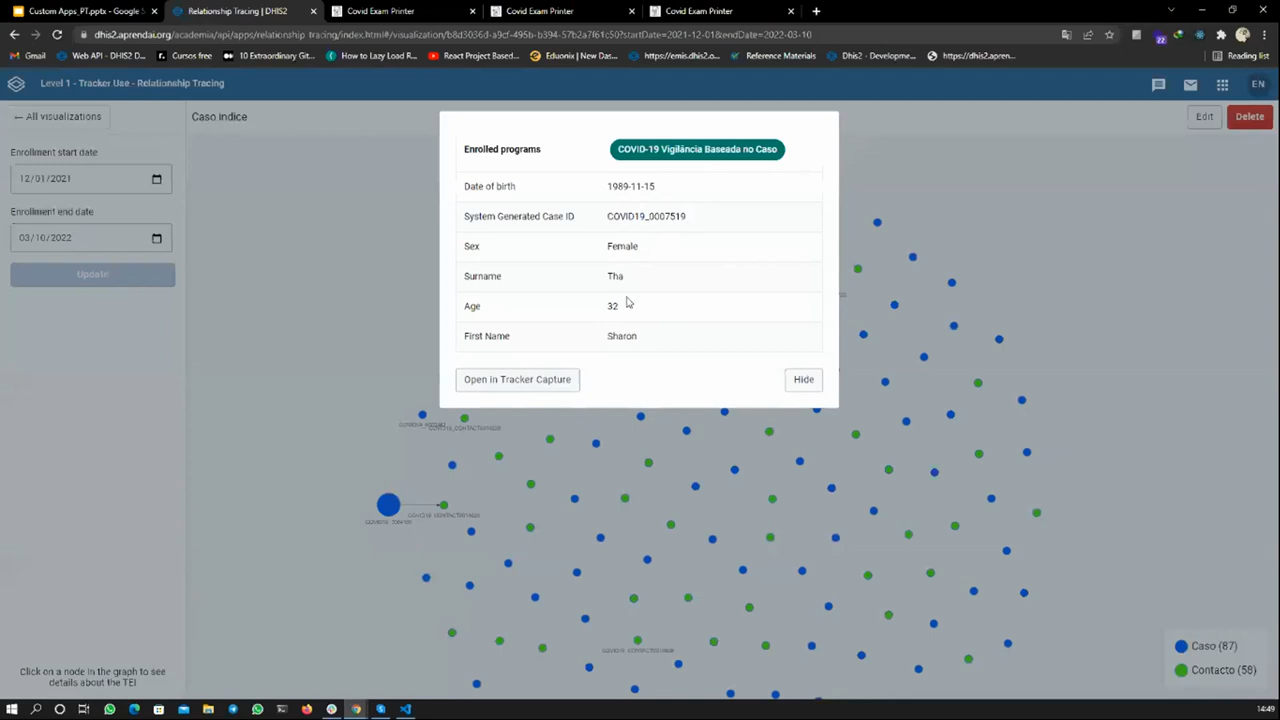 Custom Apps_PT.pptx - Google S
Relationship Tracing | DHIS2
Covid Exam Printer
Covid Exam Printer
Covid Exam Printer
dhis2.aprendai.org/academia/api/apps/relationship_tracing/index.html#/visualization/b8d3036d-a9cf-495b-b394-57b2a7f61c50?startDate=2021-12-01&endDate=2022-03-10
Gmail
Web API - DHIS2 D...
Cursos free
10 Extraordinary Git...
How to Lazy Load R...
React Project Based...
Eduonix | New Das...
https://emis.dhis2.o...
Reference Materials
Dhis2 - Developme...
https://dhis2.apren...
Reading list
Level 1 - Tracker Use - Relationship Tracing
EN
← All visualizations
Caso indice
Edit
Delete
Enrollment start date
12/01/2021
Enrollment end date
03/10/2022
Update
Enrolled programs
COVID-19 Vigilância Baseada no Caso
Date of birth
1989-11-15
System Generated Case ID
COVID19_0007519
Sex
Female
Surname
Tha
Age
32
First Name
Sharon
Open in Tracker Capture
Hide
Caso (87)
Contacto (58)
Click on a node in the graph to see
details about the TEI
14:49